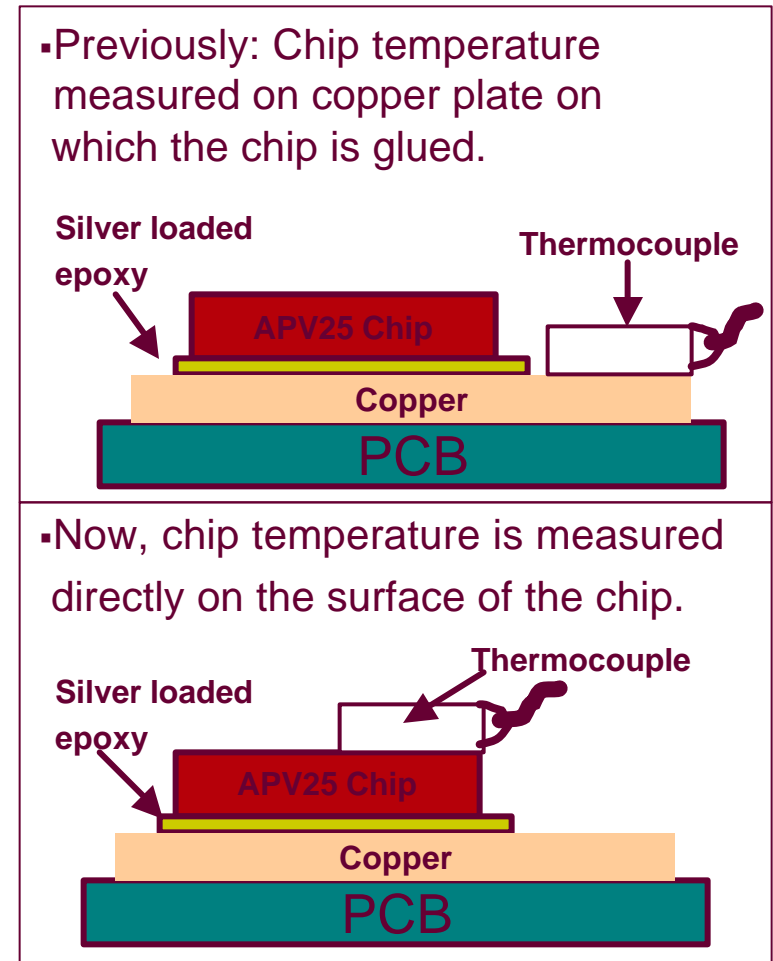 ▪Previously: Chip temperature
measured on copper plate on
which the chip is glued.
Silver loaded
epoxy
Thermocouple
APV25 Chip
Copper
PCB
▪Now, chip temperature is measured
directly on the surface of the chip.
Thermocouple
Silver loaded
epoxy
APV25 Chip
Copper
PCB